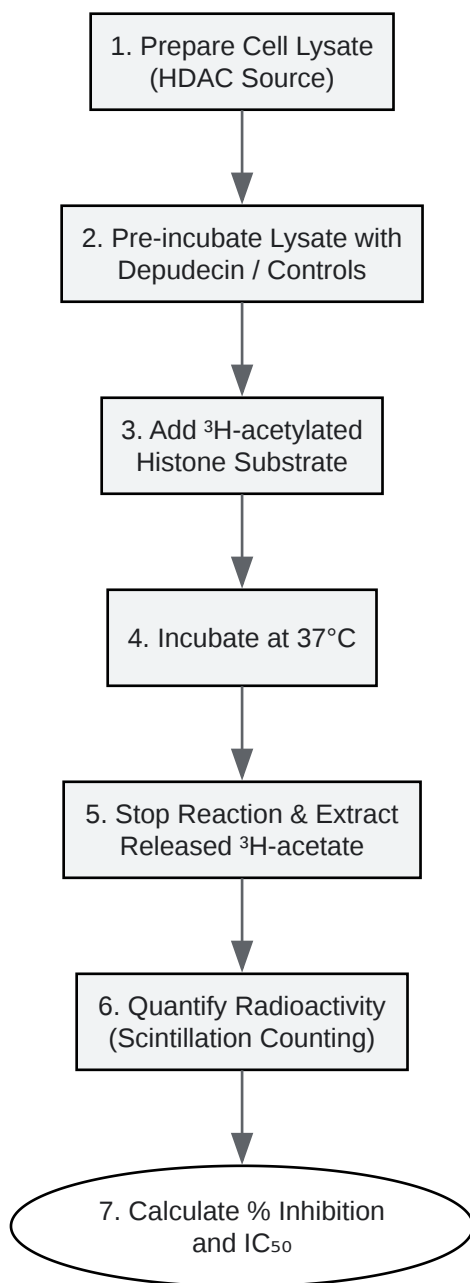 1. Prepare Cell Lysate
(HDAC Source)
2. Pre-incubate Lysate with
Depudecin / Controls
3. Add ³H-acetylated
Histone Substrate
4. Incubate at 37°C
5. Stop Reaction & Extract
Released ³H-acetate
6. Quantify Radioactivity
(Scintillation Counting)
7. Calculate % Inhibition
and IC₅₀